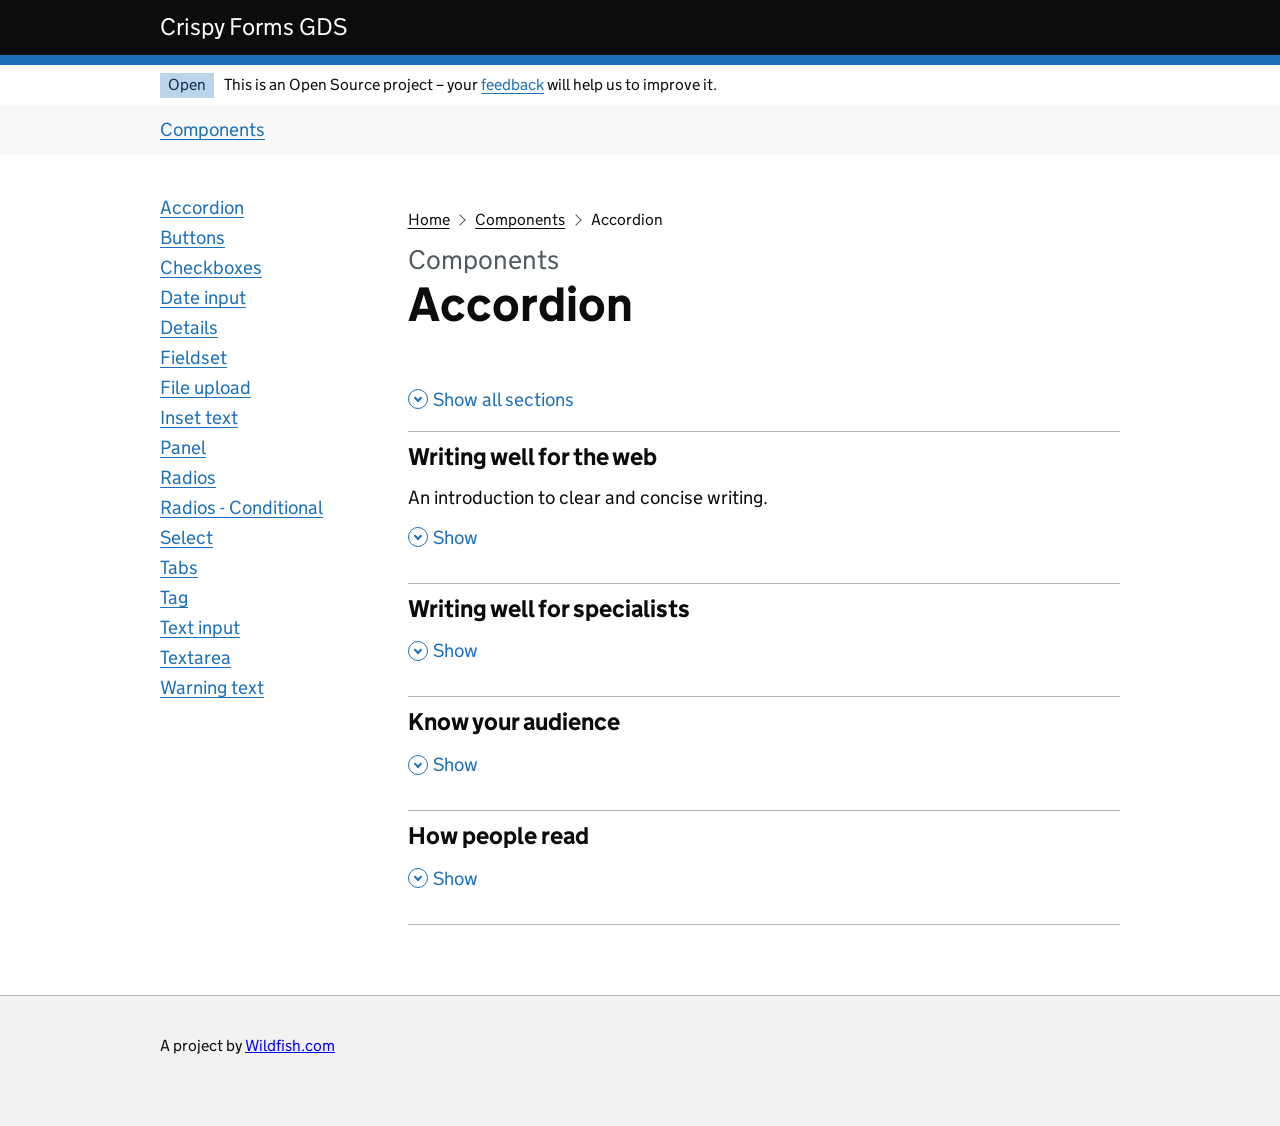 Crispy Forms GDS
Open This is an Open Source project – your feedback will help us to improve it.
Components
Accordion
Buttons
Checkboxes
Date input
Details
Fieldset
File upload
Inset text
Panel
Radios
Radios - Conditional
Select
Tabs
Tag
Text input
Textarea
Warning text
Home Components Accordion
Components
Accordion
Show all sections
Writing well for the web
An introduction to clear and concise writing.
Show
Writing well for specialists
Show
Know your audience
Show
How people read
Show
A project by Wildfish.com